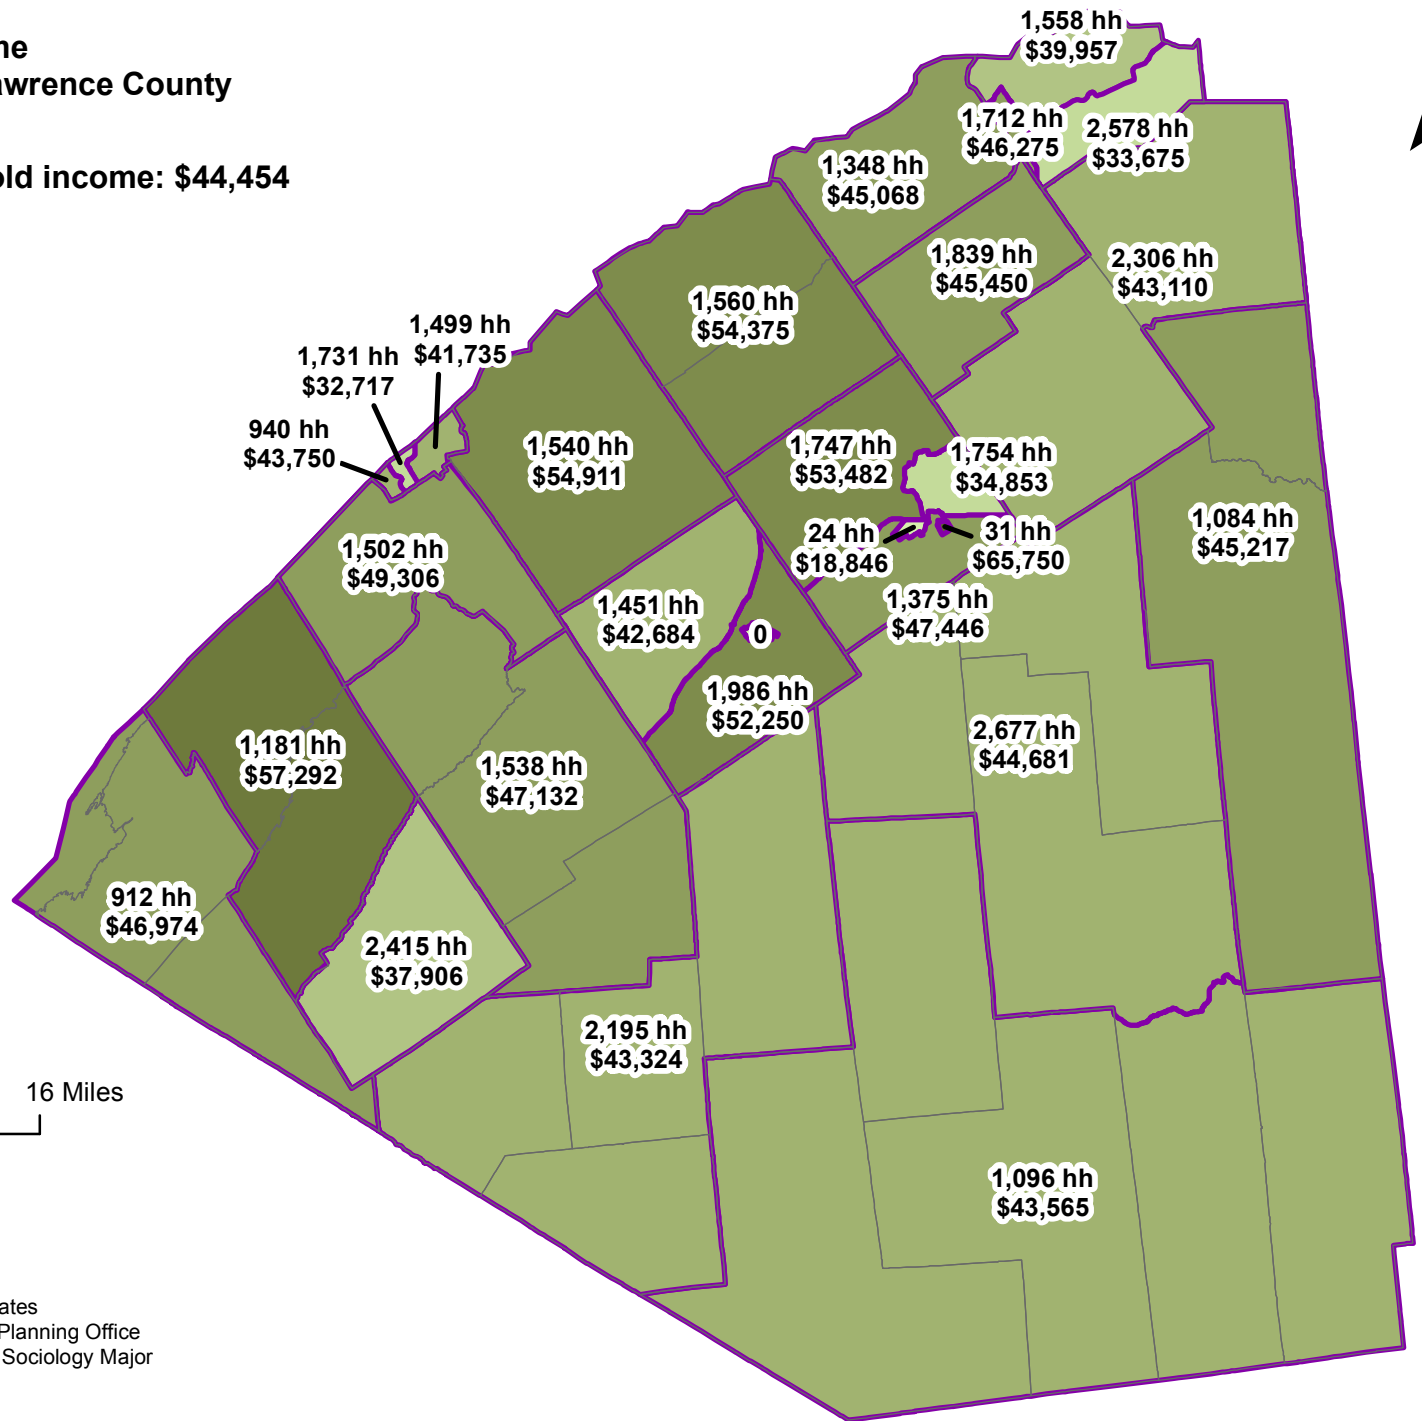 ne
awrence County
old income: $44,454
1,558 hh
$39,957
1,712 hh
$46,275
2,578 hh
$33,675
1,348 hh
$45,068
1,839 hh
$45,450
2,306 hh
$43,110
1,560 hh
$54,375
1,499 hh
$41,735
1,731 hh
$32,717
940 hh
$43,750
1,540 hh
$54,911
1,747 hh
$53,482
1,754 hh
$34,853
24 hh
$18,846
31 hh
$65,750
1,084 hh
$45,217
1,502 hh
$49,306
1,451 hh
$42,684
0
1,375 hh
$47,446
1,986 hh
$52,250
1,181 hh
$57,292
1,538 hh
$47,132
2,677 hh
$44,681
912 hh
$46,974
2,415 hh
$37,906
2,195 hh
$43,324
16 Miles
1,096 hh
$43,565
ates
Planning Office
Sociology Major